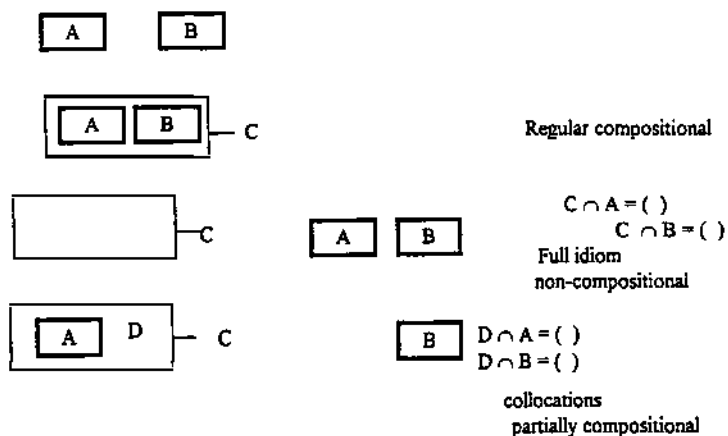 A B
A B C Regular compositional
C A B C ∩ A = ( )
C ∩ B = ( )
Full idiom
non-compositional
A D C B D ∩ A = ( )
D ∩ B = ( )
collocations
partially compositional